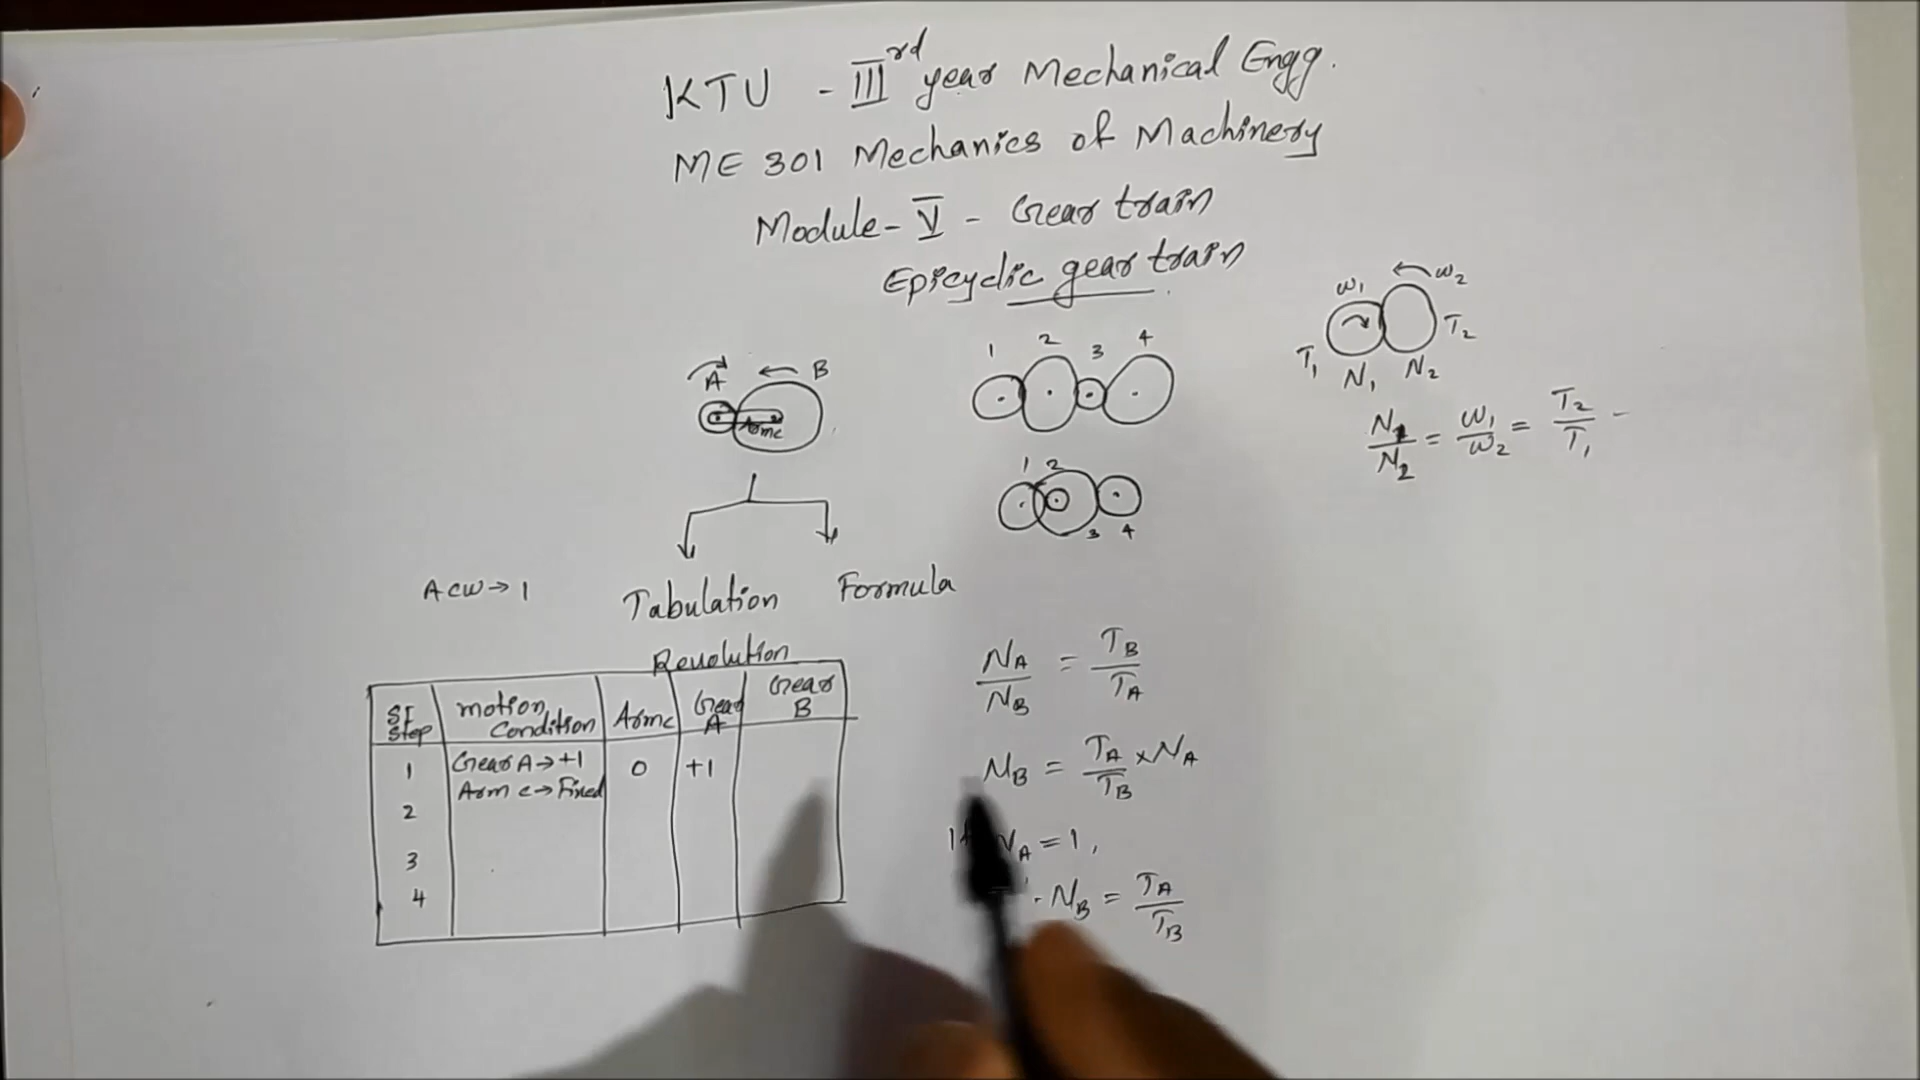 KTU - IIIrd year Mechanical Engg.
ME 301 Mechanics of Machinery
Module - V - Gear train
Epicyclic gear train
A B
Arm c
1 2 3 4
1 2
3 4
ω1 ω2
T1 T2
N1 N2
N1/N2 = ω1/ω2 = T2/T1 -
ACW → 1
Tabulation Formula
Revolution
Step motion Condition Arm c Gear A Gear B
1 Gear A → +1 0 +1
Arm c → Fixed
2
3
4
NA/NB = TB/TA
NB = TA/TB × NA
If NA = 1,
NB = TA/TB